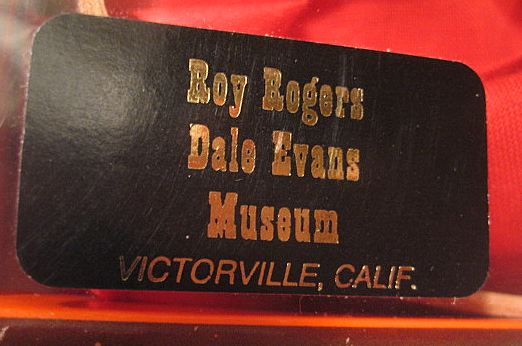 Roy Rogers
Dale Evans
Museum
VICTORVILLE, CALIF.